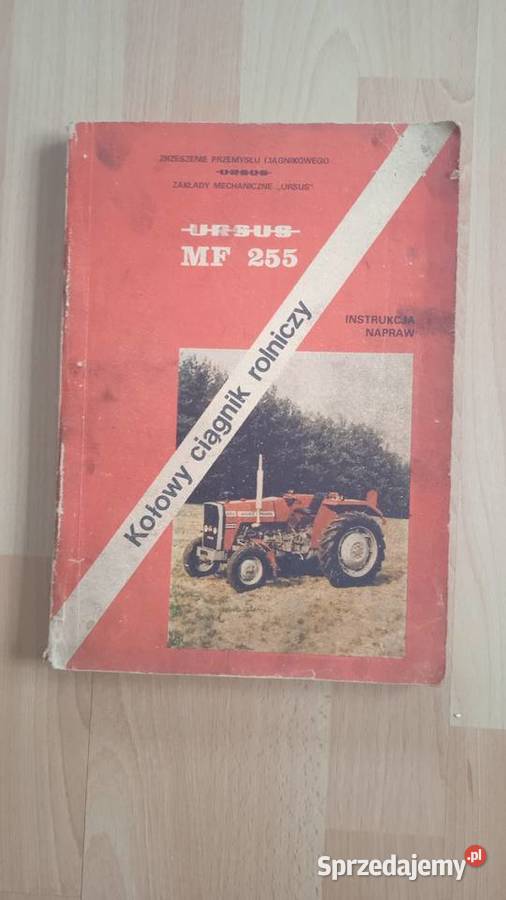 ZRZESZENIE PRZEMYSŁU CIĄGNIKOWEGO
URSUS
ZAKŁADY MECHANICZNE „URSUS”
URSUS
MF 255
INSTRUKCJA
NAPRAW
Kołowy ciągnik rolniczy
Sprzedajemy.pl